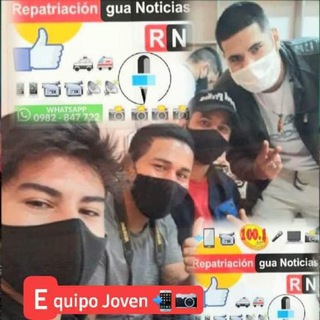 Repatriación gua Noticias
RN
WHATSAPP
0982-847 722
100.1
Repatriación gua Noticias
RN
Equipo Joven